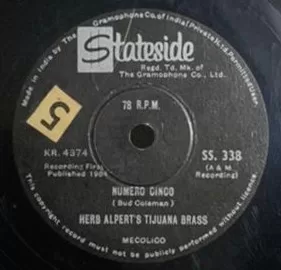 Made in India by The Gramophone Co. of India
Stateside
Regd. Td. Mk. of
The Gramophone Co., Ltd.
78 R.P.M.
5
KR. 4374
SS. 338
Recording First
Published 1964
(A & M
Recording)
NUMERO CINCO
(Bud Coleman)
HERB ALPERT'S TIJUANA BRASS
MECOLICO
This copyright record must not be publicly performed without licence.